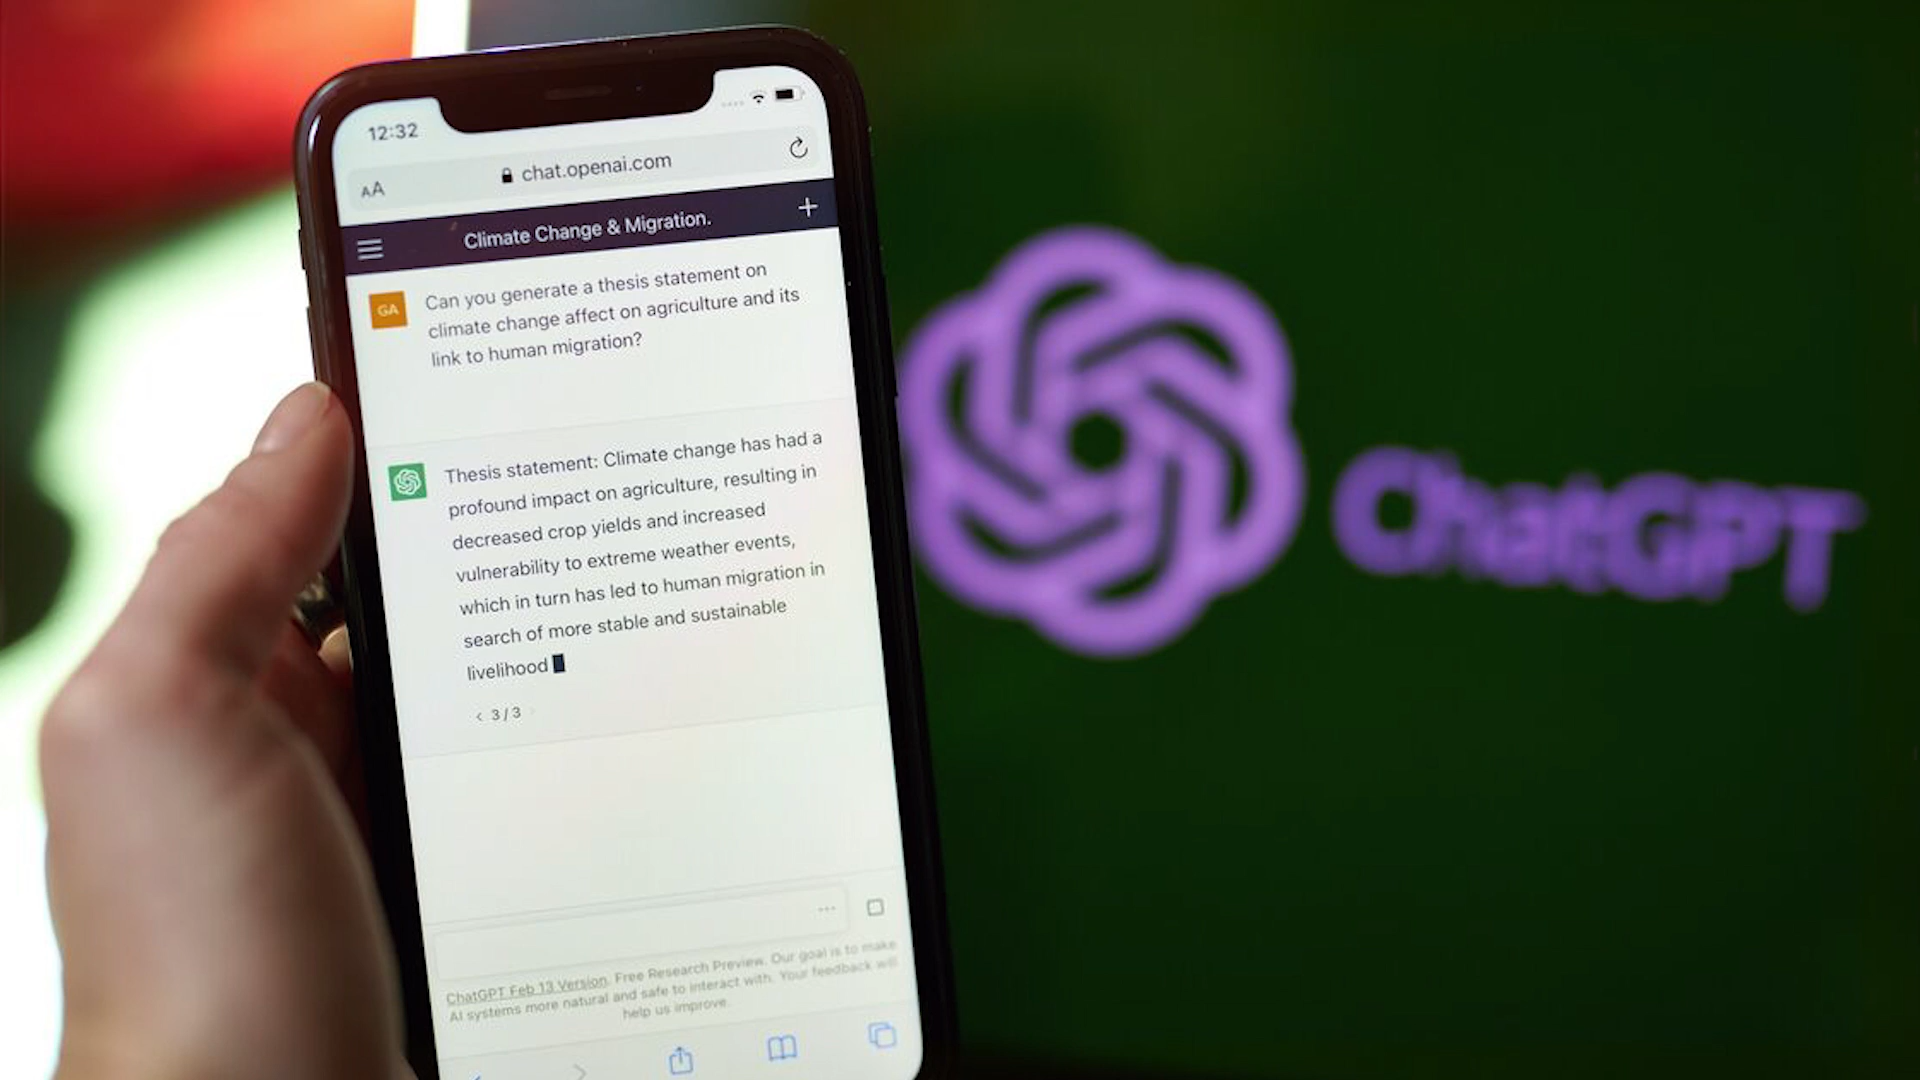 12:32
AA
chat.openai.com
Climate Change & Migration.
GA
Can you generate a thesis statement on
climate change affect on agriculture and its
link to human migration?
Thesis statement: Climate change has had a
profound impact on agriculture, resulting in
decreased crop yields and increased
vulnerability to extreme weather events,
which in turn has led to human migration in
search of more stable and sustainable
livelihood
< 3 / 3
ChatGPT Feb 13 Version. Free Research Preview. Our goal is to make
AI systems more natural and safe to interact with. Your feedback will
help us improve.
ChatGPT